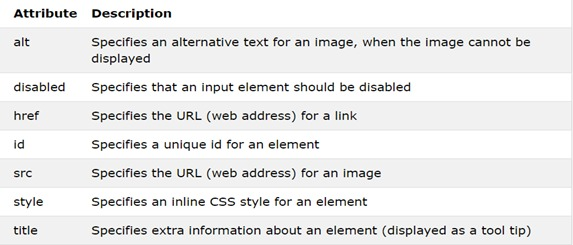 Attribute Description
alt Specifies an alternative text for an image, when the image cannot be
displayed
disabled Specifies that an input element should be disabled
href Specifies the URL (web address) for a link
id Specifies a unique id for an element
src Specifies the URL (web address) for an image
style Specifies an inline CSS style for an element
title Specifies extra information about an element (displayed as a tool tip)